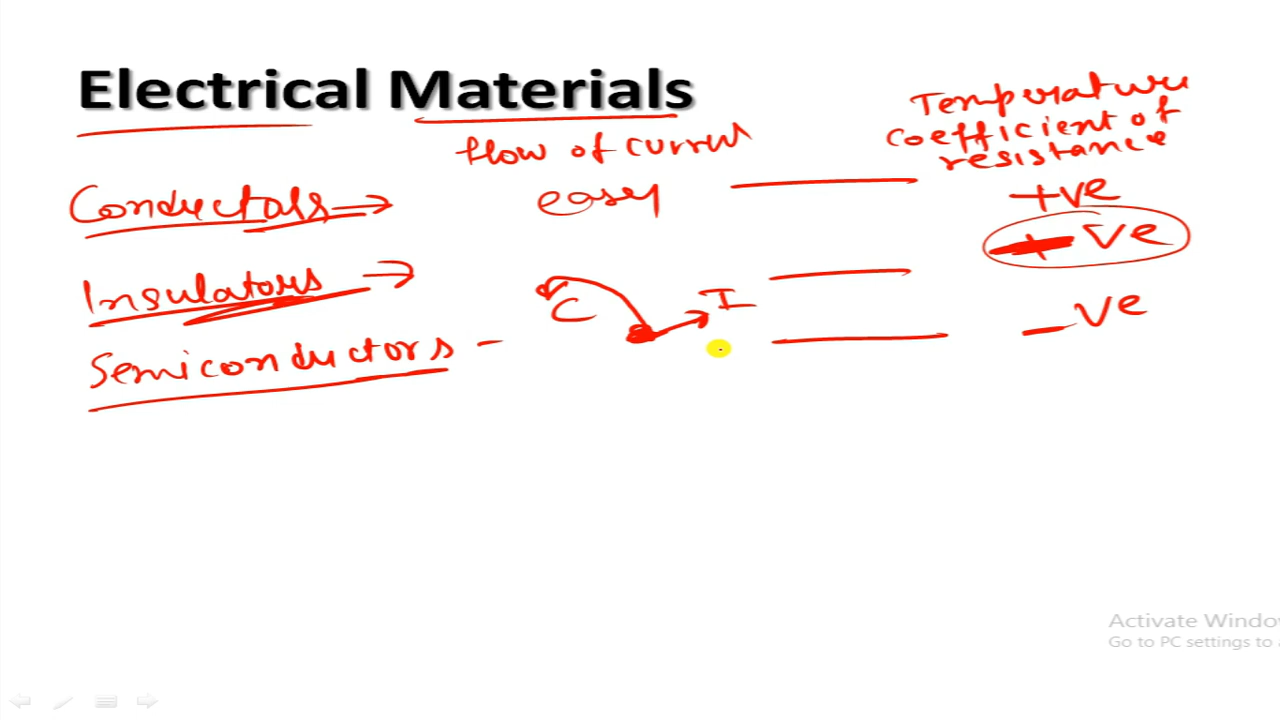 Electrical Materials
flow of current
Temperature
coefficient of
resistance
Conductors → easy +ve
-ve
Insulators →
C I -ve
Semiconductors -
Activate Windo
Go to PC settings to a